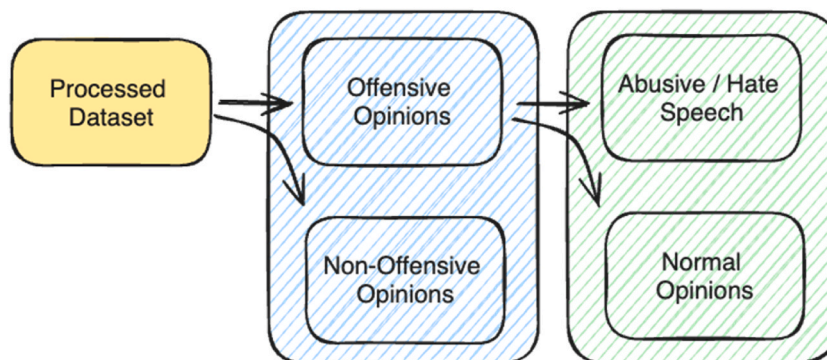 Processed
Dataset
Offensive
Opinions
Non-Offensive
Opinions
Abusive / Hate
Speech
Normal
Opinions